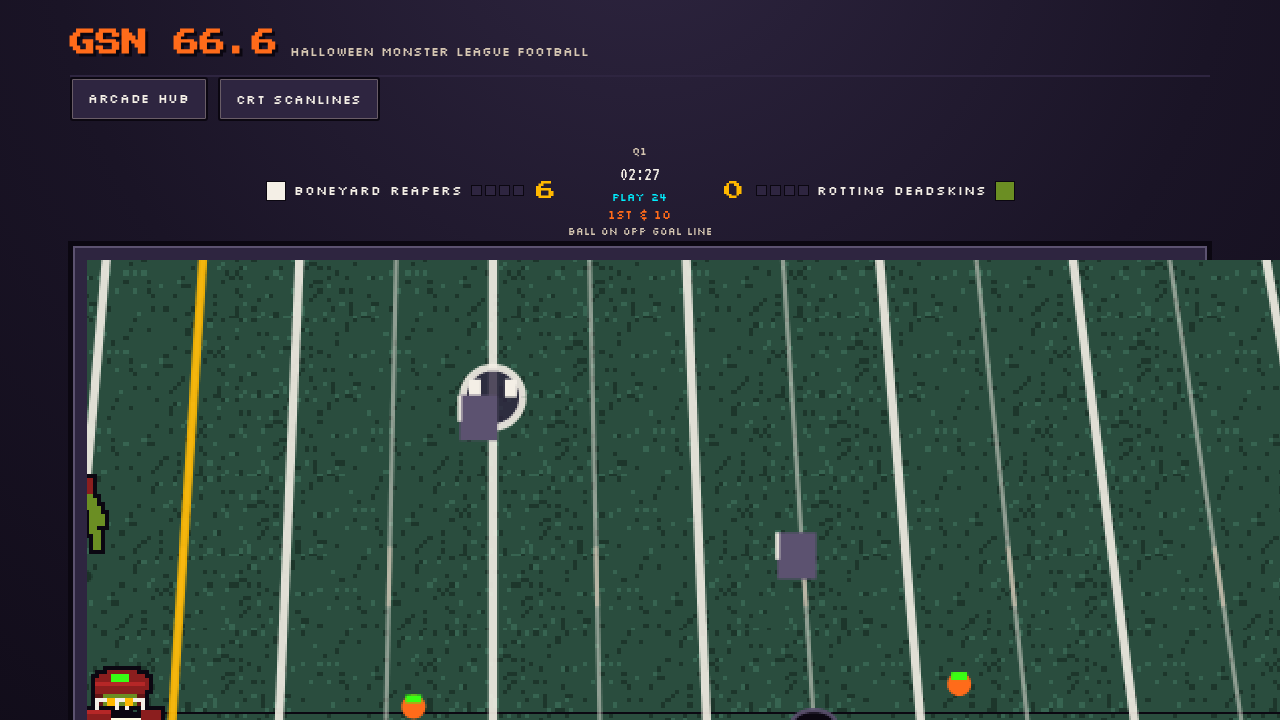 GSN 66.6
HALLOWEEN MONSTER LEAGUE FOOTBALL
ARCADE HUB
CRT SCANLINES
Q1
02:27
BONEYARD REAPERS 6
0 ROTTING DEADSKINS
PLAY 24
1ST & 10
BALL ON OPP GOAL LINE